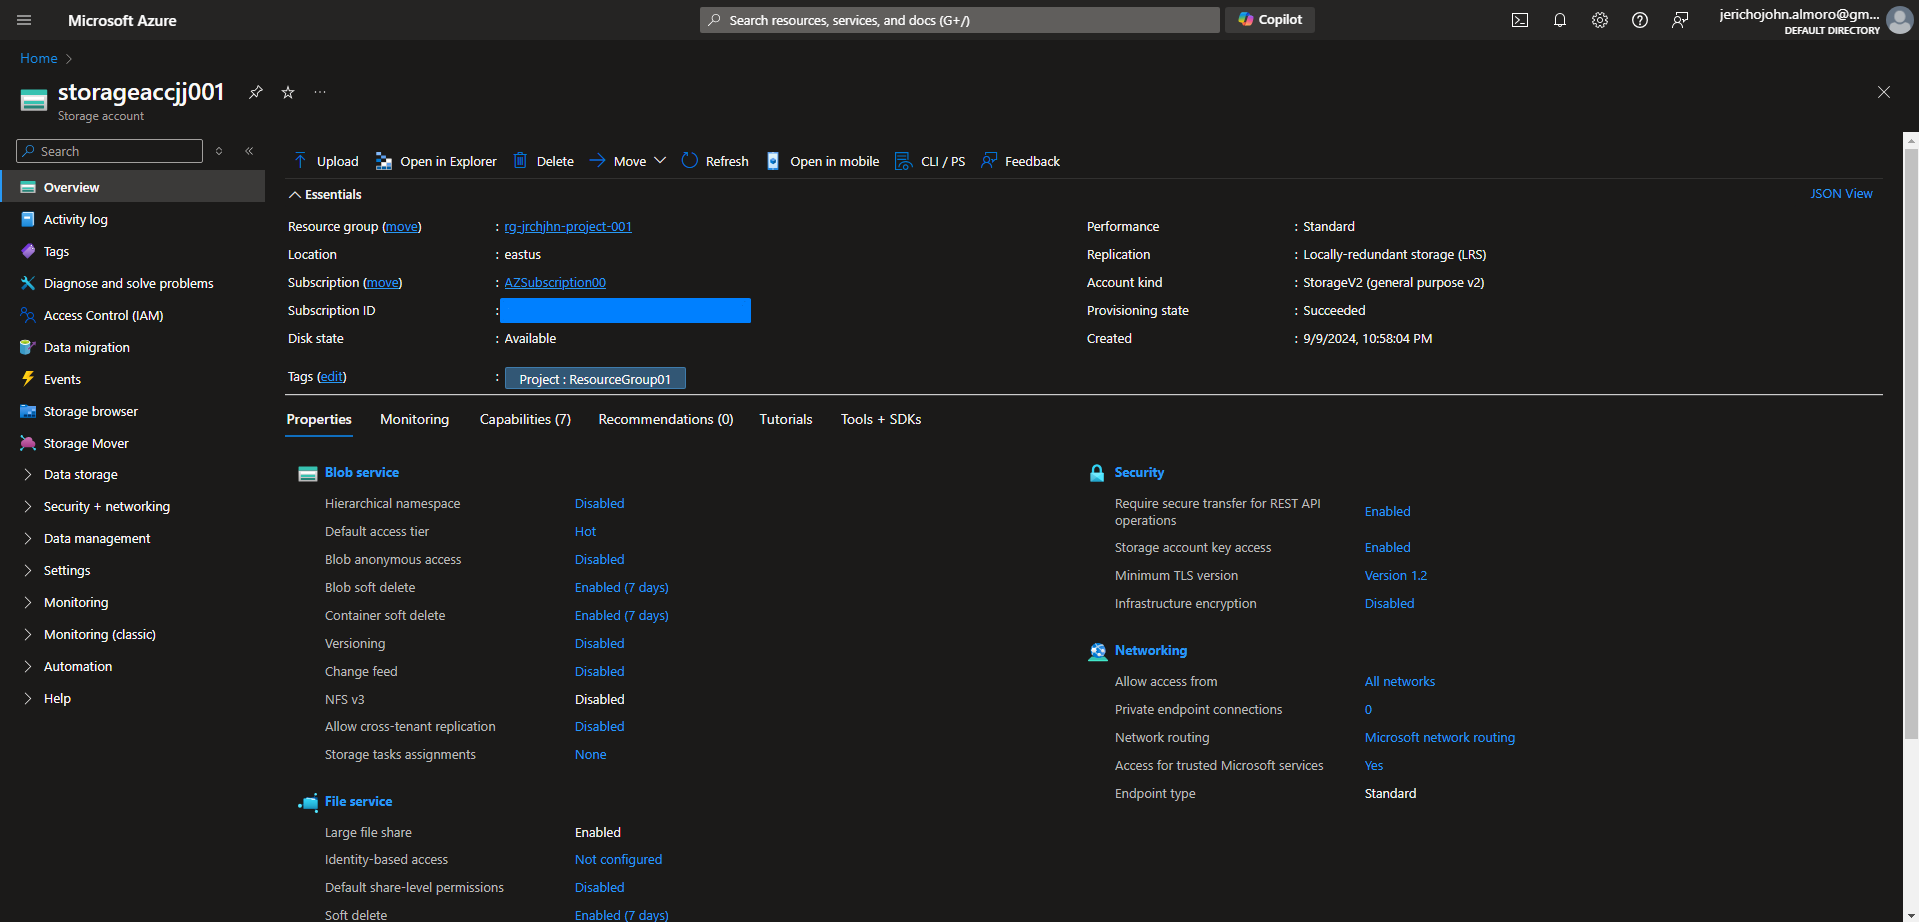 Microsoft Azure
Search resources, services, and docs (G+/)
Copilot
jerichojohn.almoro@gm...
DEFAULT DIRECTORY
Home
storageaccjj001
Storage account
Search
Overview
Activity log
Tags
Diagnose and solve problems
Access Control (IAM)
Data migration
Events
Storage browser
Storage Mover
Data storage
Security + networking
Data management
Settings
Monitoring
Monitoring (classic)
Automation
Help
Upload Open in Explorer Delete Move Refresh Open in mobile CLI / PS Feedback
Essentials
JSON View
Resource group (move) : rg-jrchjhn-project-001
Location : eastus
Subscription (move) : AZSubscription00
Subscription ID :
Disk state : Available
Tags (edit) : Project : ResourceGroup01
Performance : Standard
Replication : Locally-redundant storage (LRS)
Account kind : StorageV2 (general purpose v2)
Provisioning state : Succeeded
Created : 9/9/2024, 10:58:04 PM
Properties Monitoring Capabilities (7) Recommendations (0) Tutorials Tools + SDKs
Blob service
Hierarchical namespace Disabled
Default access tier Hot
Blob anonymous access Disabled
Blob soft delete Enabled (7 days)
Container soft delete Enabled (7 days)
Versioning Disabled
Change feed Disabled
NFS v3 Disabled
Allow cross-tenant replication Disabled
Storage tasks assignments None
File service
Large file share Enabled
Identity-based access Not configured
Default share-level permissions Disabled
Soft delete Enabled (7 days)
Security
Require secure transfer for REST API
operations Enabled
Storage account key access Enabled
Minimum TLS version Version 1.2
Infrastructure encryption Disabled
Networking
Allow access from All networks
Private endpoint connections 0
Network routing Microsoft network routing
Access for trusted Microsoft services Yes
Endpoint type Standard